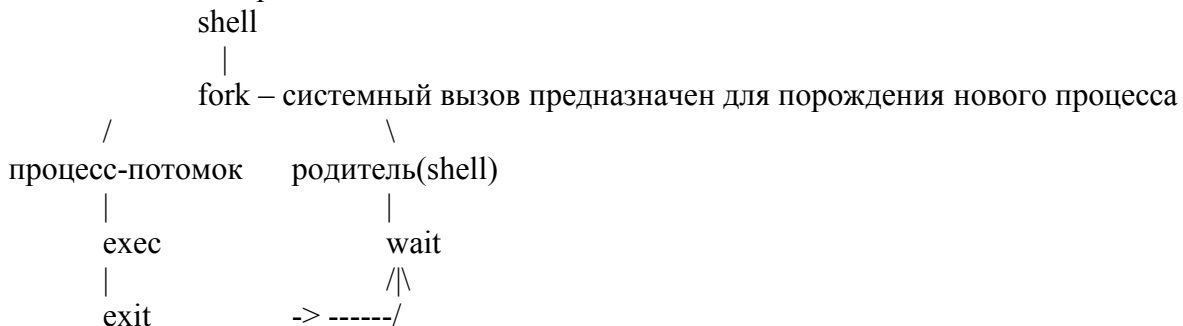 shell
|
fork – системный вызов предназначен для порождения нового процесса
/ \
процесс-потомок родитель(shell)
| |
exec wait
| /|\
exit -> ------/